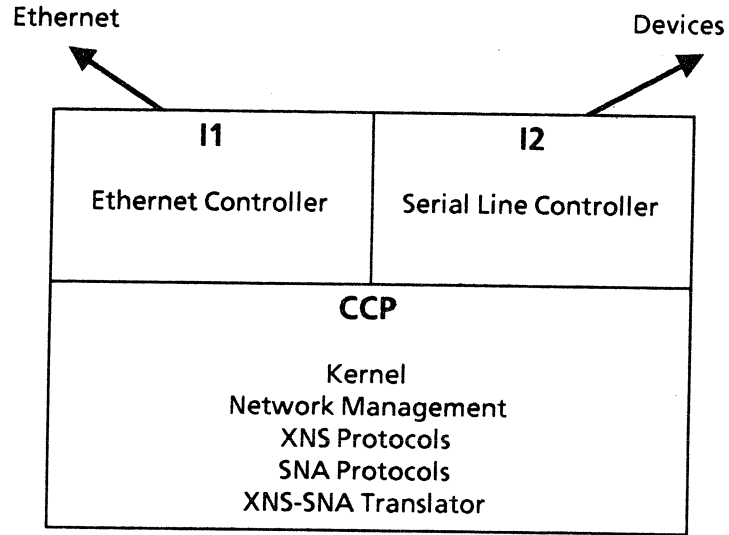 Ethernet
Devices
I1
I2
Ethernet Controller
Serial Line Controller
CCP
Kernel
Network Management
XNS Protocols
SNA Protocols
XNS-SNA Translator